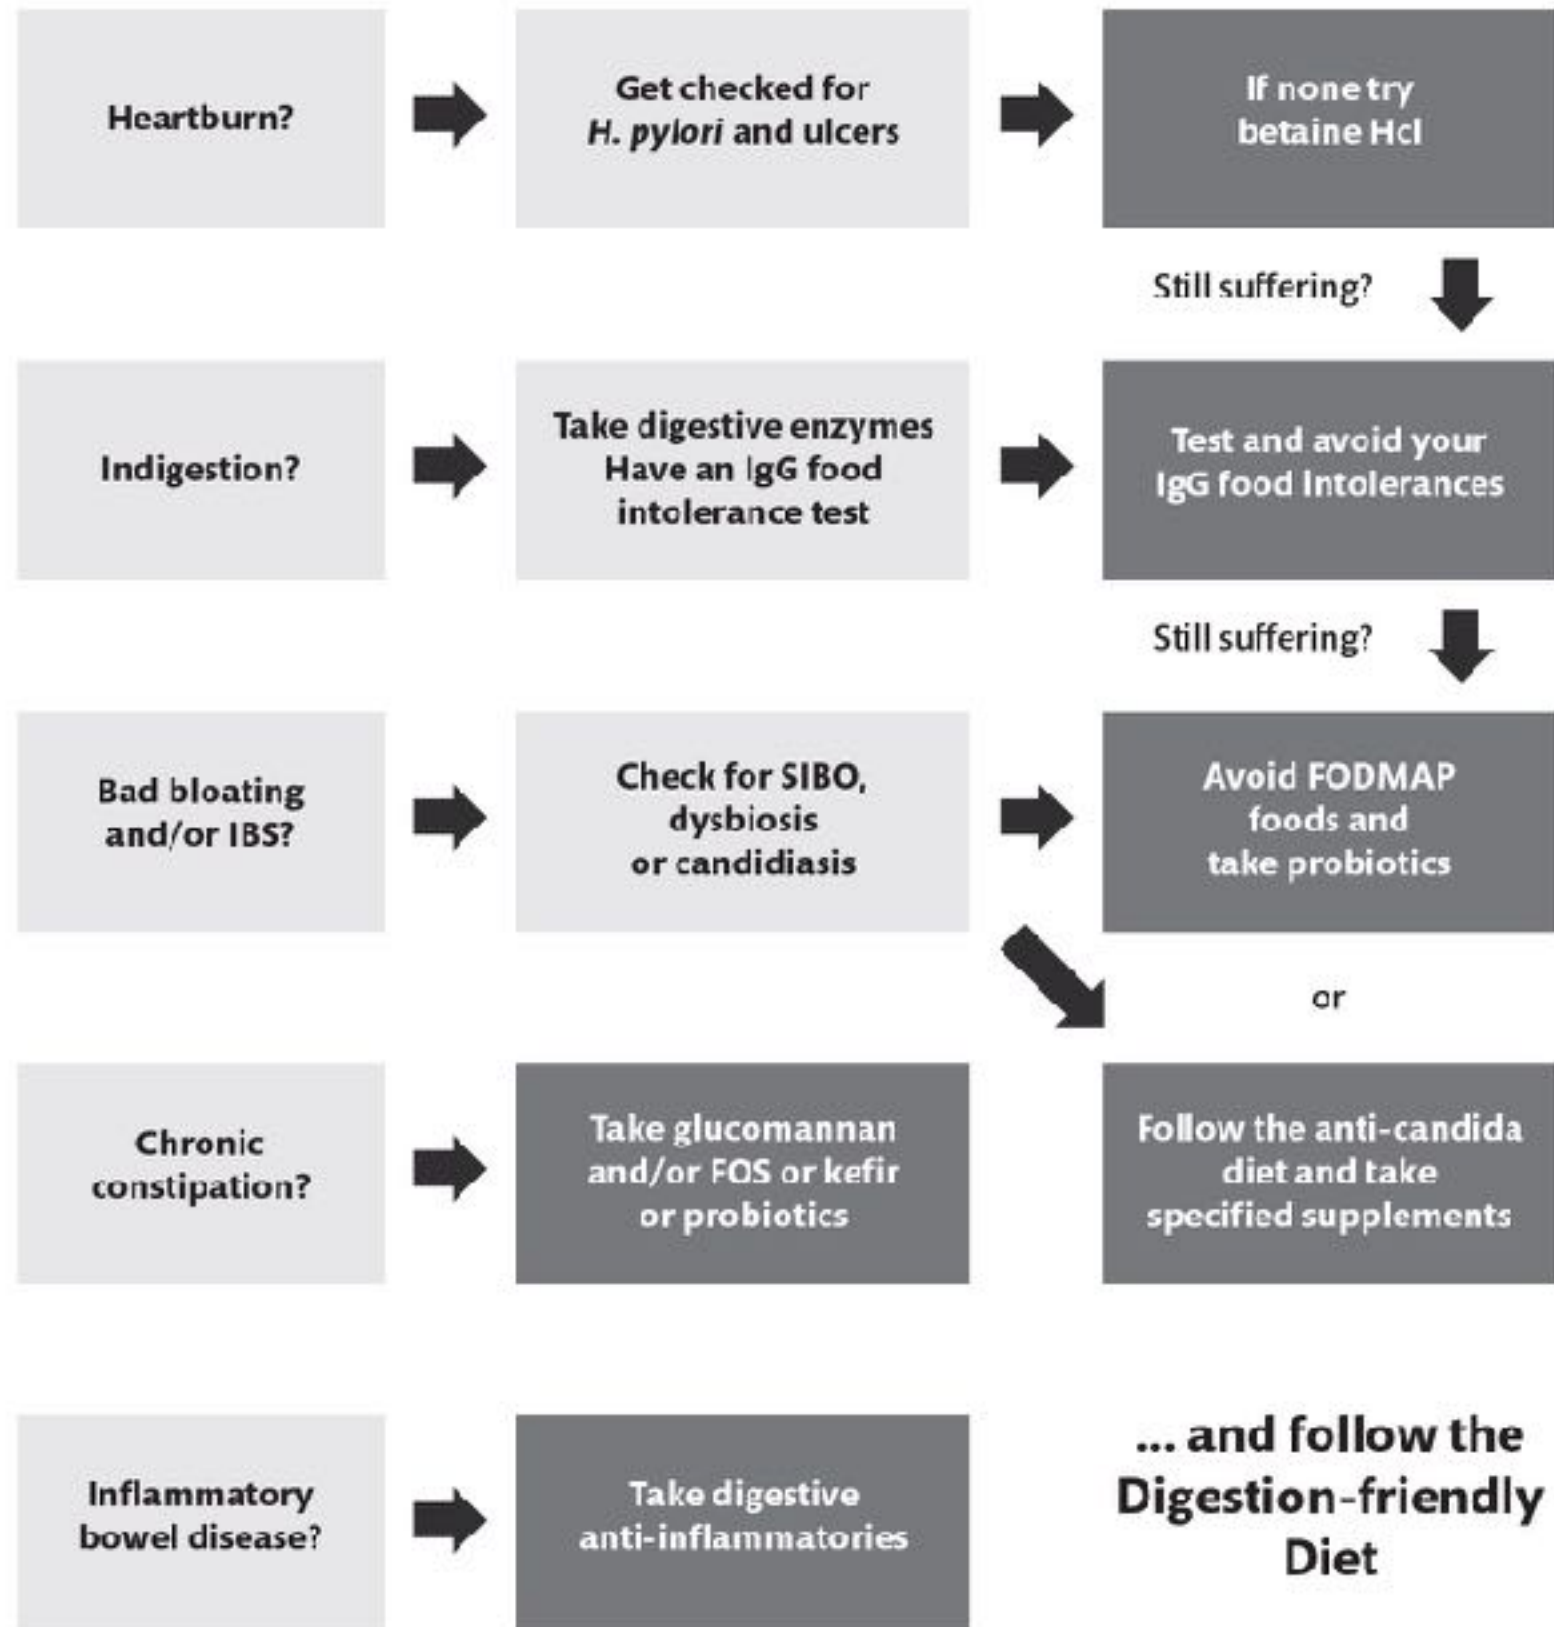 Heartburn?
Get checked for
H. pylori and ulcers
If none try
betaine Hcl
Still suffering?
Indigestion?
Take digestive enzymes
Have an IgG food
intolerance test
Test and avoid your
IgG food Intolerances
Still suffering?
Bad bloating
and/or IBS?
Check for SIBO,
dysbiosis
or candidiasis
Avoid FODMAP
foods and
take probiotics
or
Chronic
constipation?
Take glucomannan
and/or FOS or kefir
or probiotics
Follow the anti-candida
diet and take
specified supplements
Inflammatory
bowel disease?
Take digestive
anti-inflammatories
... and follow the
Digestion-friendly
Diet